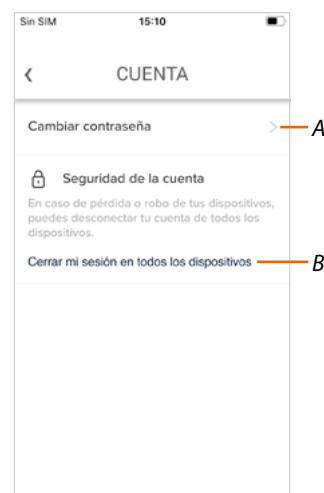 Sin SIM 15:10
CUENTA
Cambiar contraseña A
Seguridad de la cuenta
En caso de pérdida o robo de tus dispositivos,
puedes desconectar tu cuenta de todos los
dispositivos.
Cerrar mi sesión en todos los dispositivos B